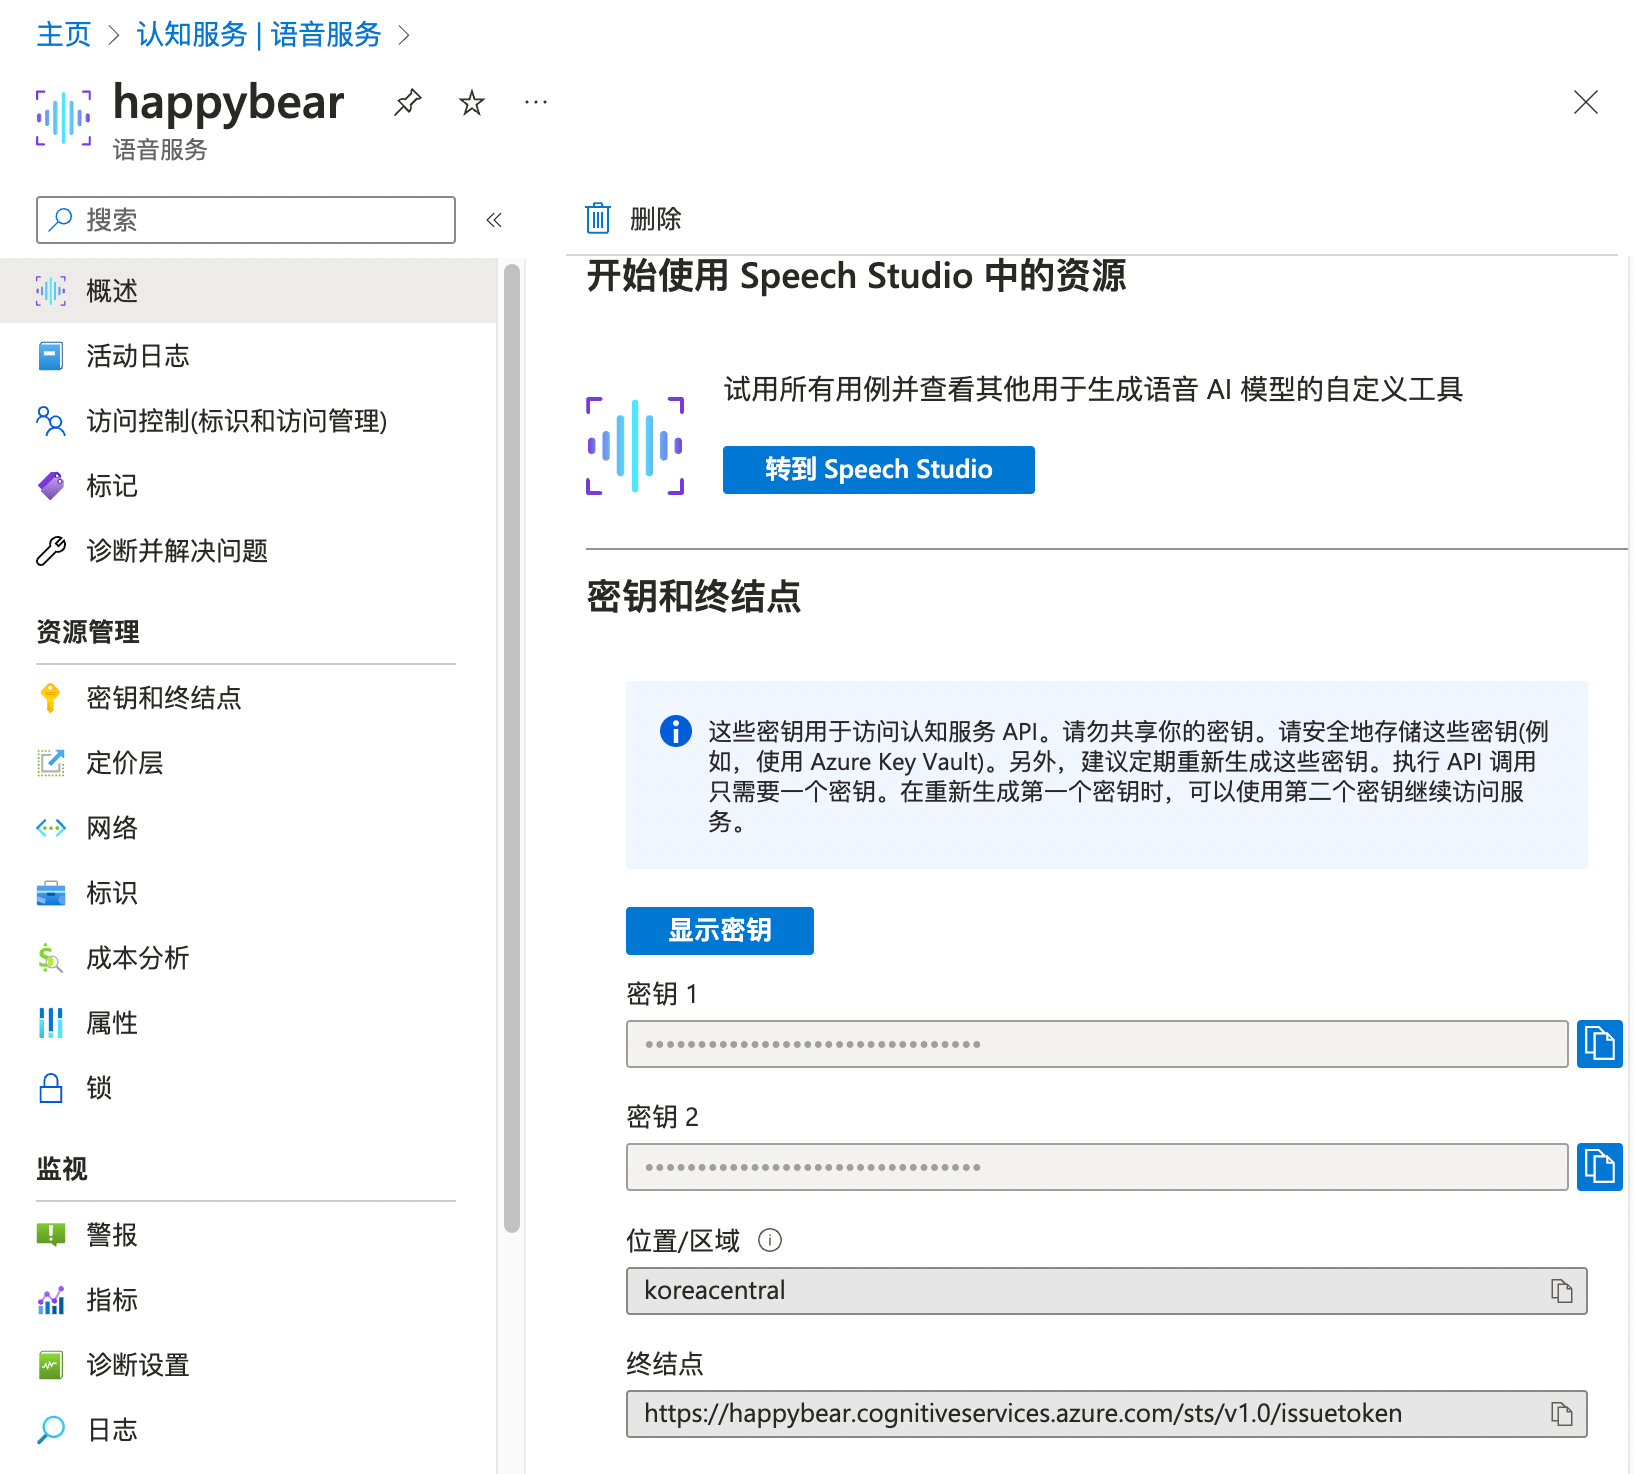 主页 > 认知服务 | 语音服务 >
happybear
语音服务
搜索
概述
活动日志
访问控制(标识和访问管理)
标记
诊断并解决问题
资源管理
密钥和终结点
定价层
网络
标识
成本分析
属性
锁
监视
警报
指标
诊断设置
日志
删除
开始使用 Speech Studio 中的资源
试用所有用例并查看其他用于生成语音 AI 模型的自定义工具
转到 Speech Studio
密钥和终结点
这些密钥用于访问认知服务 API。请勿共享你的密钥。请安全地存储这些密钥(例
如，使用 Azure Key Vault)。另外，建议定期重新生成这些密钥。执行 API 调用
只需要一个密钥。在重新生成第一个密钥时，可以使用第二个密钥继续访问服
务。
显示密钥
密钥 1
••••••••••••••••••••••••••••••••
密钥 2
••••••••••••••••••••••••••••••••
位置/区域
koreacentral
终结点
https://happybear.cognitiveservices.azure.com/sts/v1.0/issuetoken